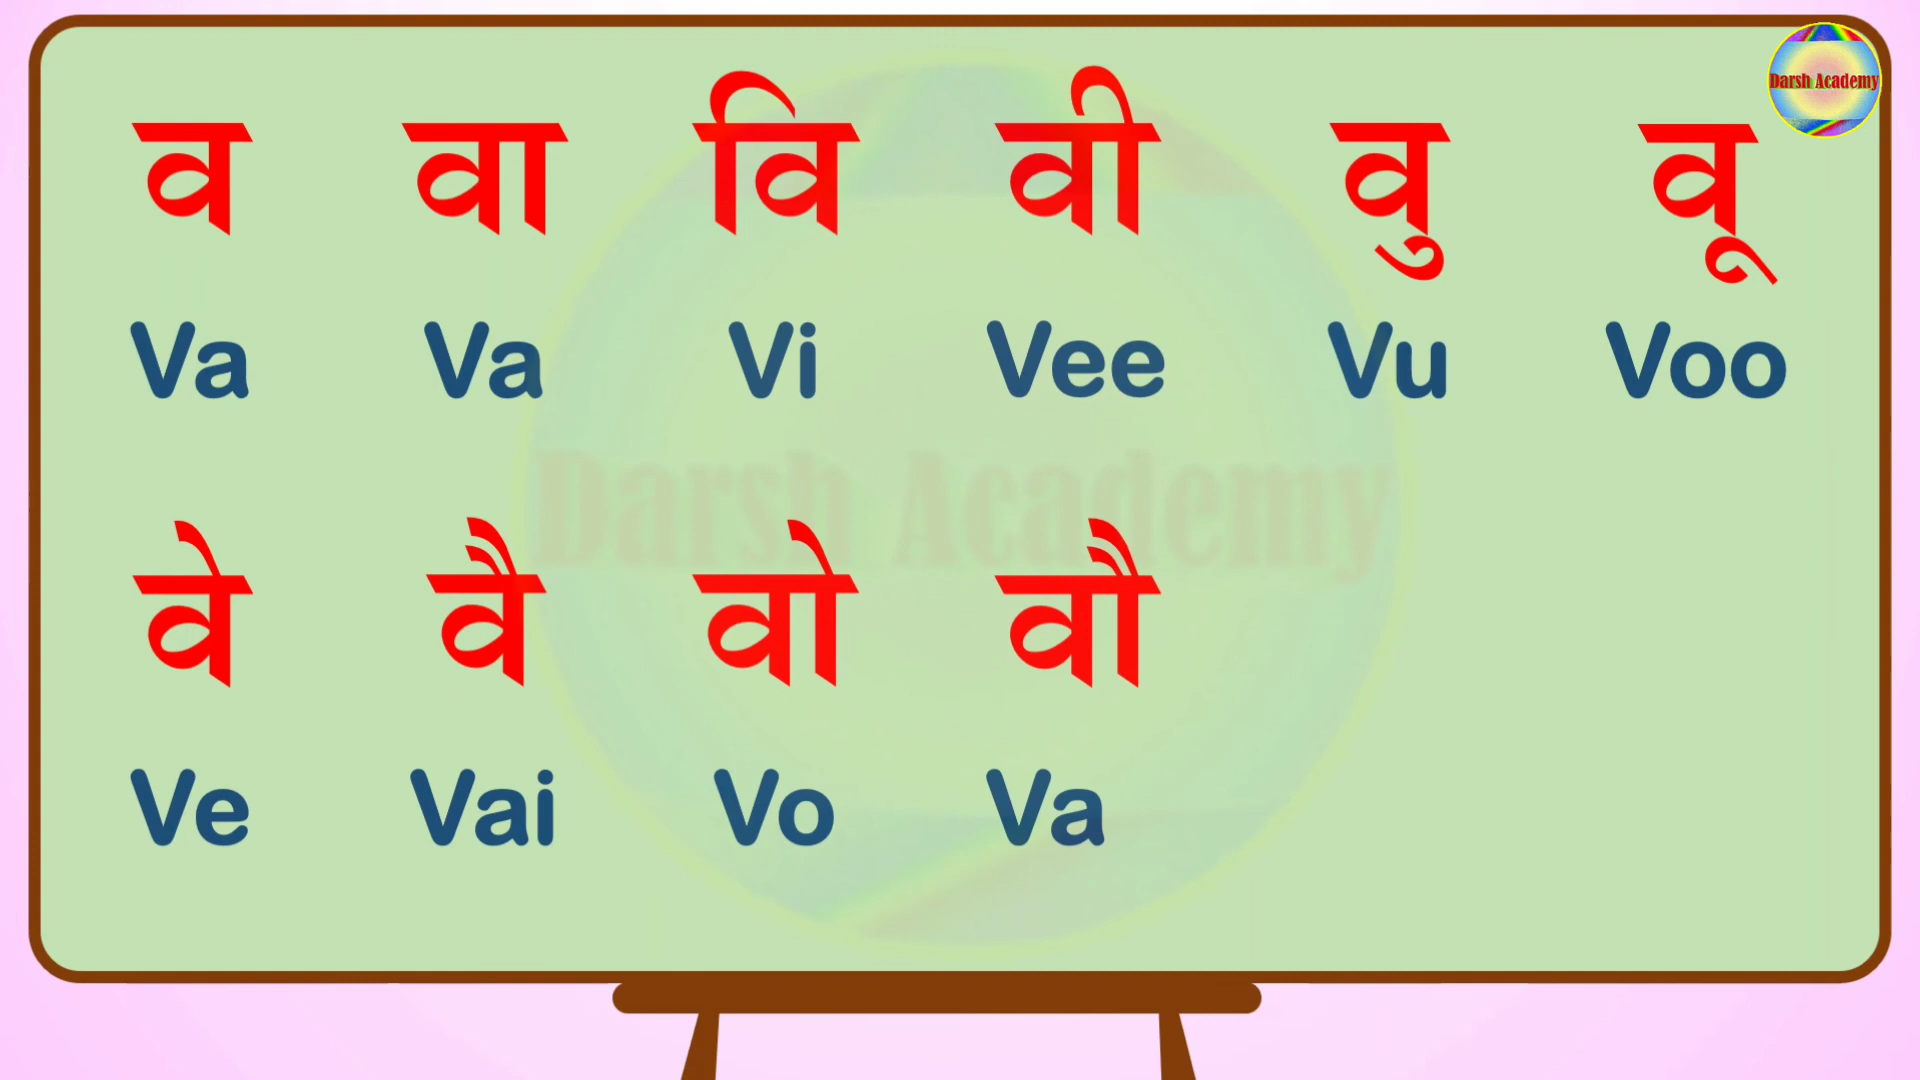 Darsh Academy
व वा वि वी वु वू
Va Va Vi Vee Vu Voo
Darsh Academy
वे वै वो वौ
Ve Vai Vo Va